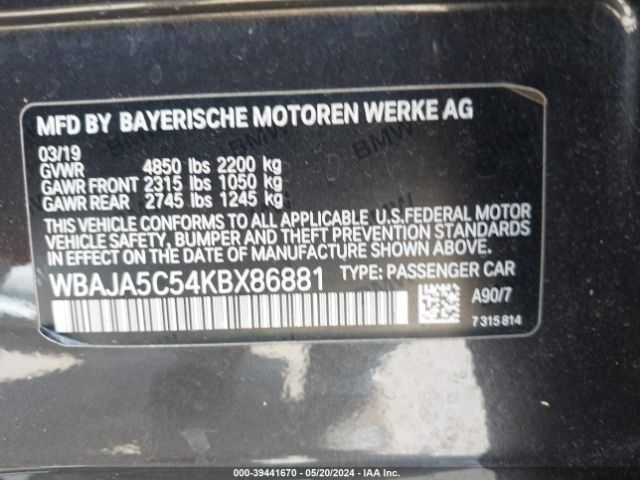 MFD BY BAYERISCHE MOTOREN WERKE AG
03/19
GVWR 4850 lbs 2200 kg
GAWR FRONT 2315 lbs 1050 kg
GAWR REAR 2745 lbs 1245 kg
THIS VEHICLE CONFORMS TO ALL APPLICABLE U.S.FEDERAL MOTOR
VEHICLE SAFETY, BUMPER AND THEFT PREVENTION STANDARDS
IN EFFECT ON THE DATE OF MANUFACTURE SHOWN ABOVE.
WBAJA5C54KBX86881 TYPE: PASSENGER CAR
A90/7
7315814
000-39441670 | 05/20/2024 | IAA Inc.